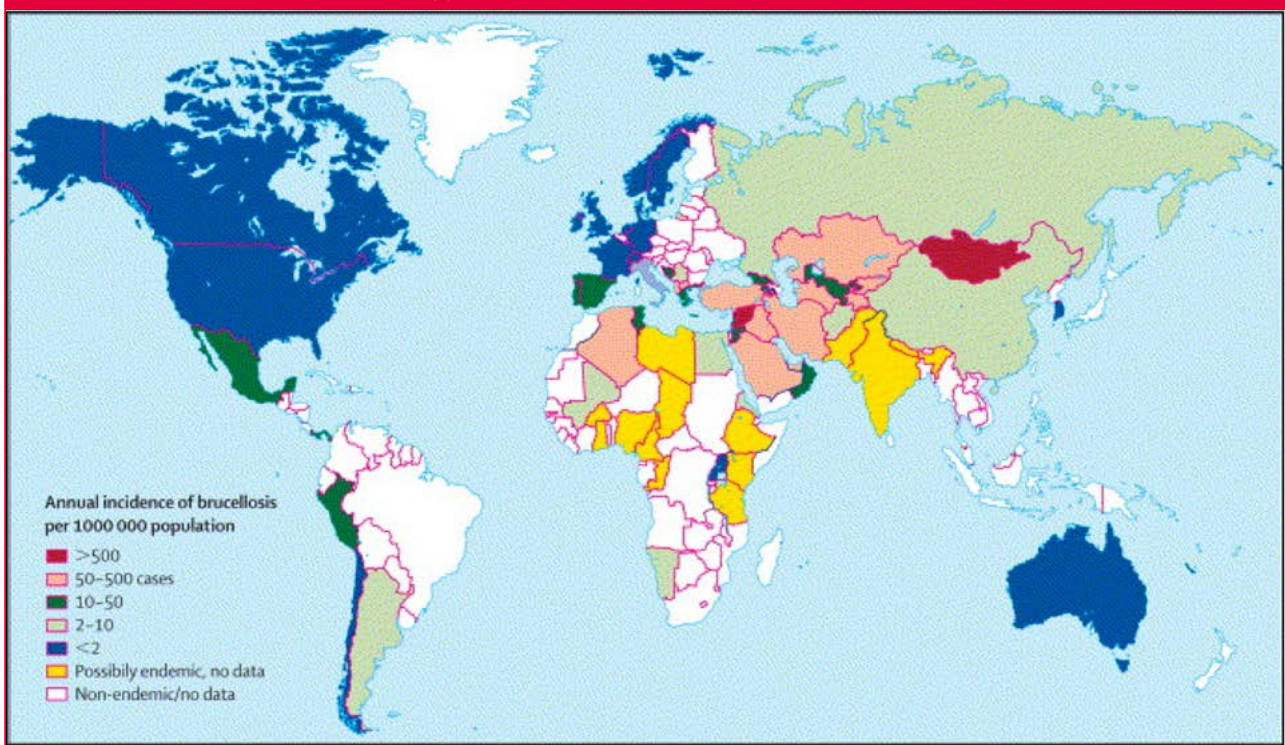 Annual incidence of brucellosis
per 1000 000 population
>500
50–500 cases
10–50
2–10
<2
Possibily endemic, no data
Non-endemic/no data